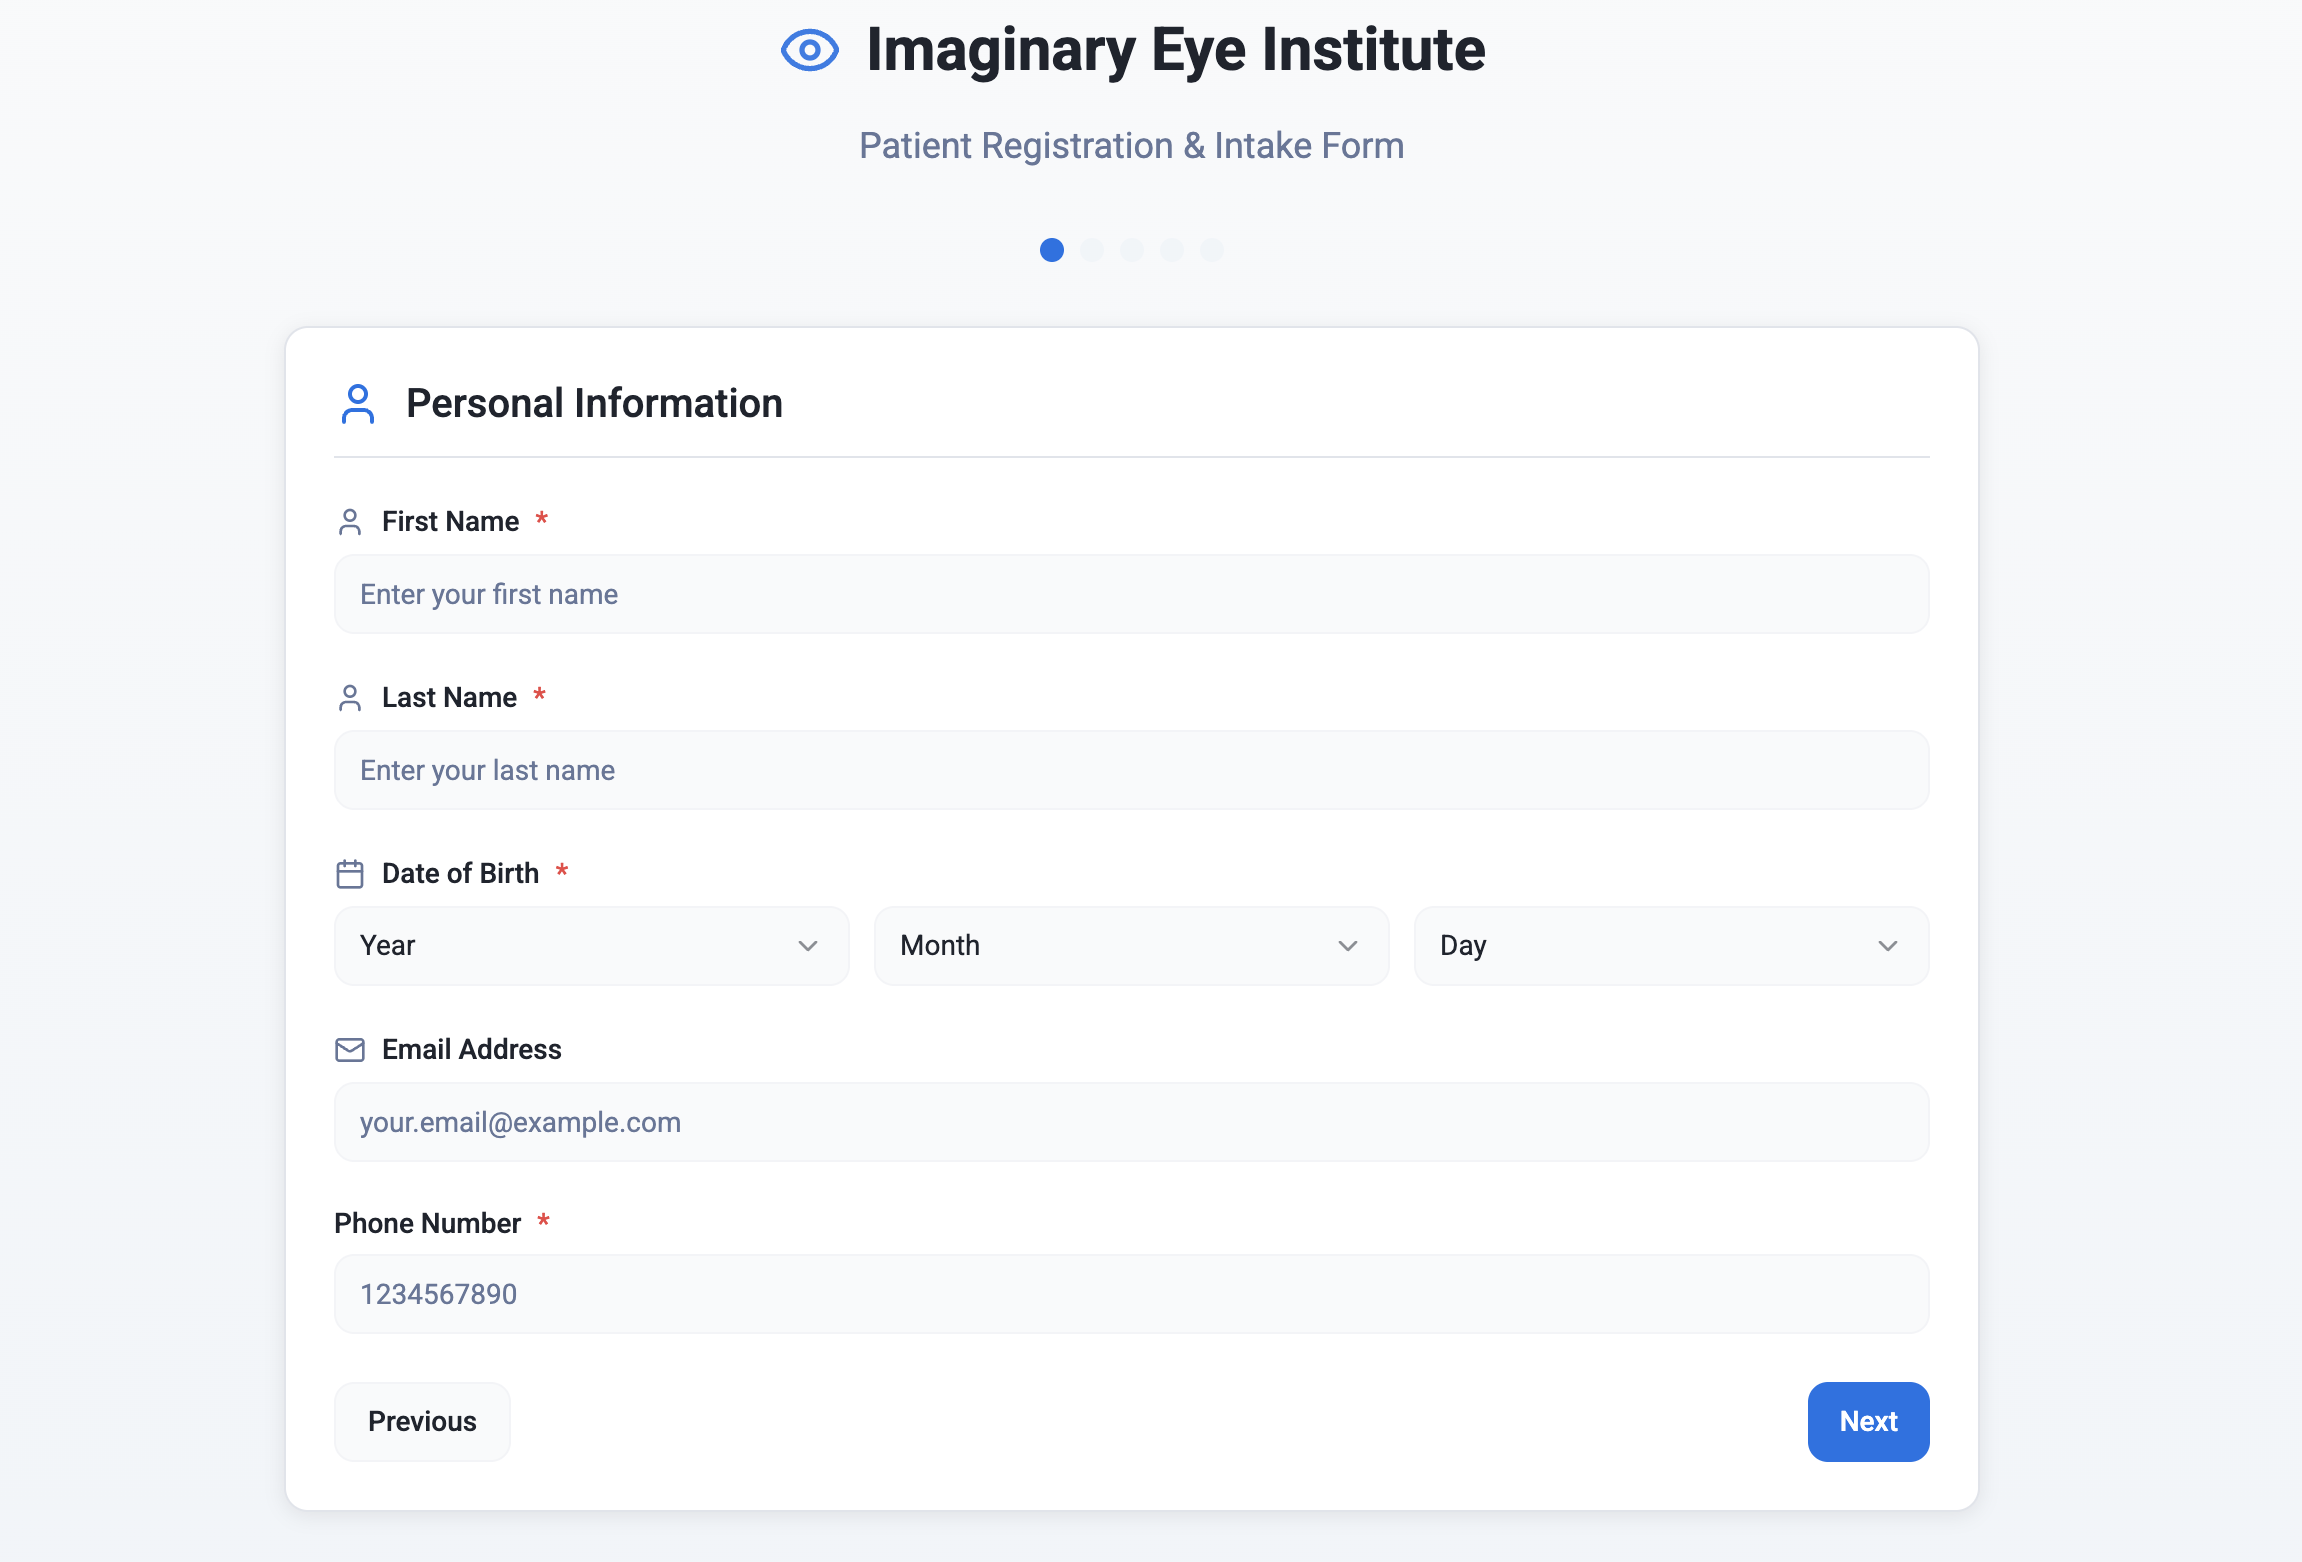 Imaginary Eye Institute
Patient Registration & Intake Form
Personal Information
First Name *
Enter your first name
Last Name *
Enter your last name
Date of Birth *
Year Month Day
Email Address
your.email@example.com
Phone Number *
1234567890
Previous Next